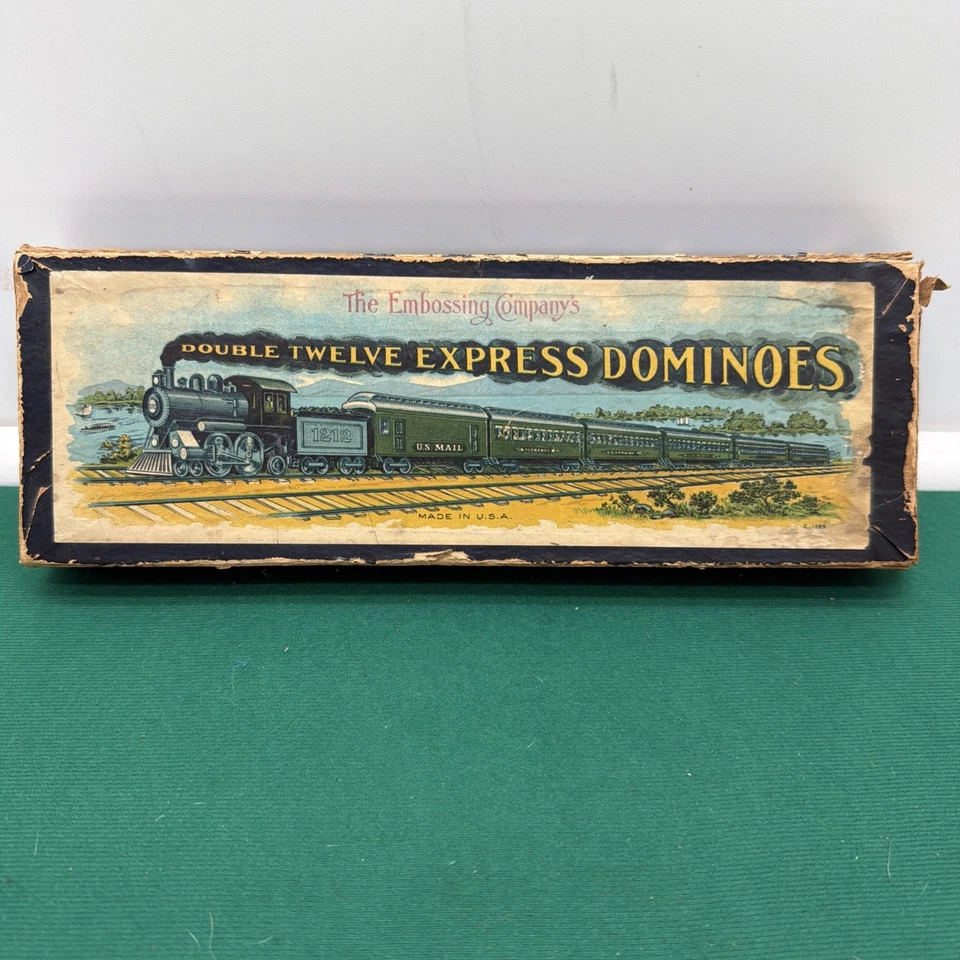 The Embossing Company's
DOUBLE TWELVE EXPRESS DOMINOES
1212
U.S. MAIL
MADE IN U.S.A.